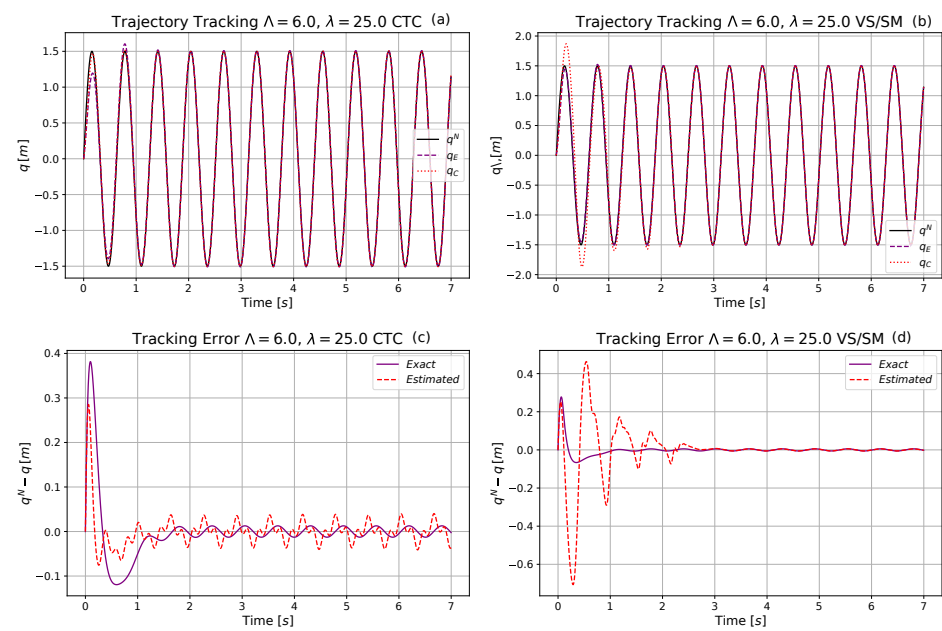 Trajectory Tracking Λ = 6.0, λ = 25.0 CTC (a)
1.5
1.0
0.5
0.0
−0.5
−1.0
−1.5
q [m]
q^N
q_E
q_C
0 1 2 3 4 5 6 7
Time [s]
Trajectory Tracking Λ = 6.0, λ = 25.0 VS/SM (b)
2.0
1.5
1.0
0.5
0.0
−0.5
−1.0
−1.5
−2.0
q\,[m]
q^N
q_E
q_C
0 1 2 3 4 5 6 7
Time [s]
Tracking Error Λ = 6.0, λ = 25.0 CTC (c)
0.4
0.3
0.2
0.1
0.0
−0.1
q^N − q [m]
Exact
Estimated
0 1 2 3 4 5 6 7
Time [s]
Tracking Error Λ = 6.0, λ = 25.0 VS/SM (d)
0.4
0.2
0.0
−0.2
−0.4
−0.6
q^N − q [m]
Exact
Estimated
0 1 2 3 4 5 6 7
Time [s]